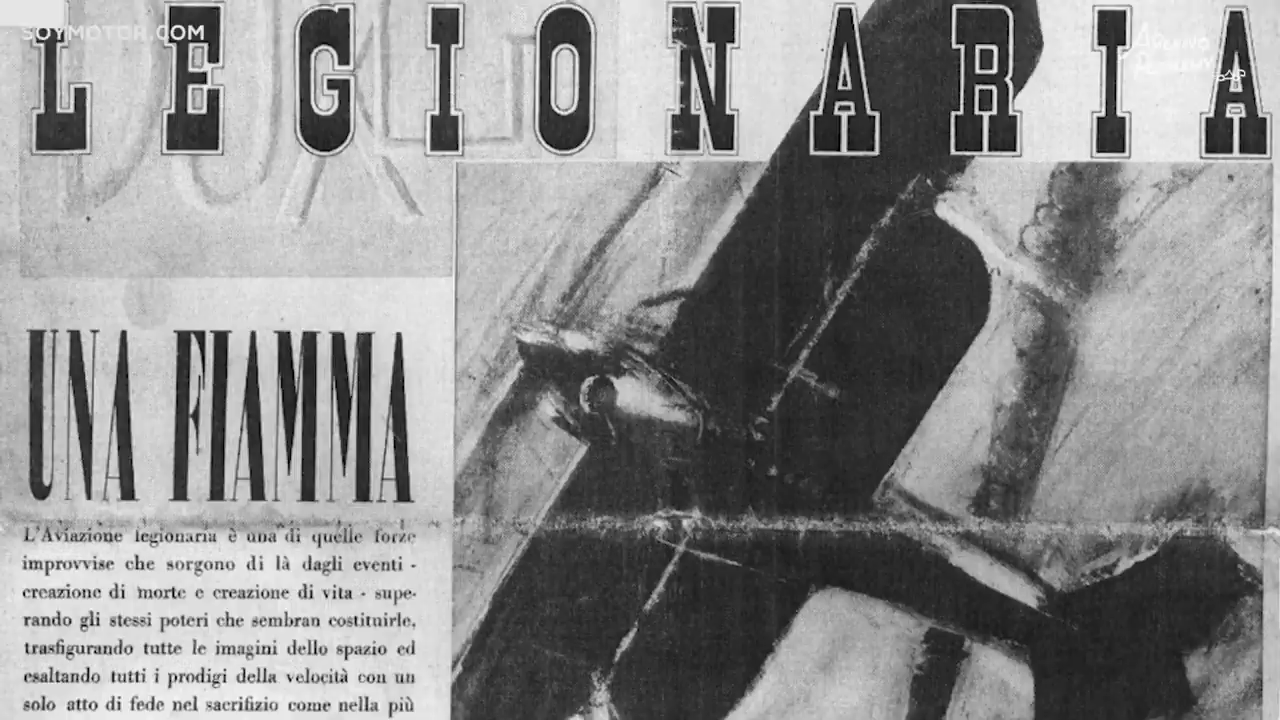 SOYMOTOR.COM
LEGIONARIA
DUX
UNA FIAMMA
L'Aviazione legionaria è una di quelle forze
improvvise che sorgono di là dagli eventi -
creazione di morte e creazione di vita - supe-
rando gli stessi poteri che sembran costituirle,
trasfigurando tutte le imagini dello spazio ed
esaltando tutti i prodigi della velocità con un
solo atto di fede nel sacrifizio come nella più